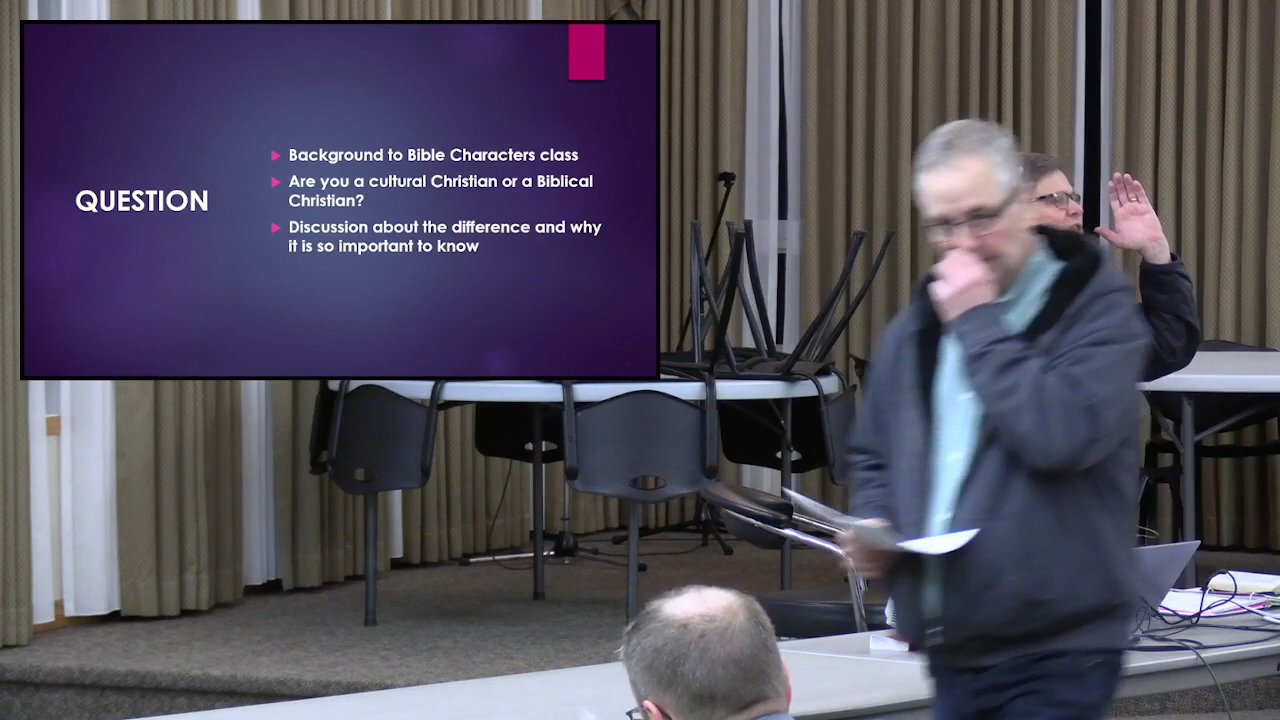 QUESTION
Background to Bible Characters class
Are you a cultural Christian or a Biblical
Christian?
Discussion about the difference and why
it is so important to know